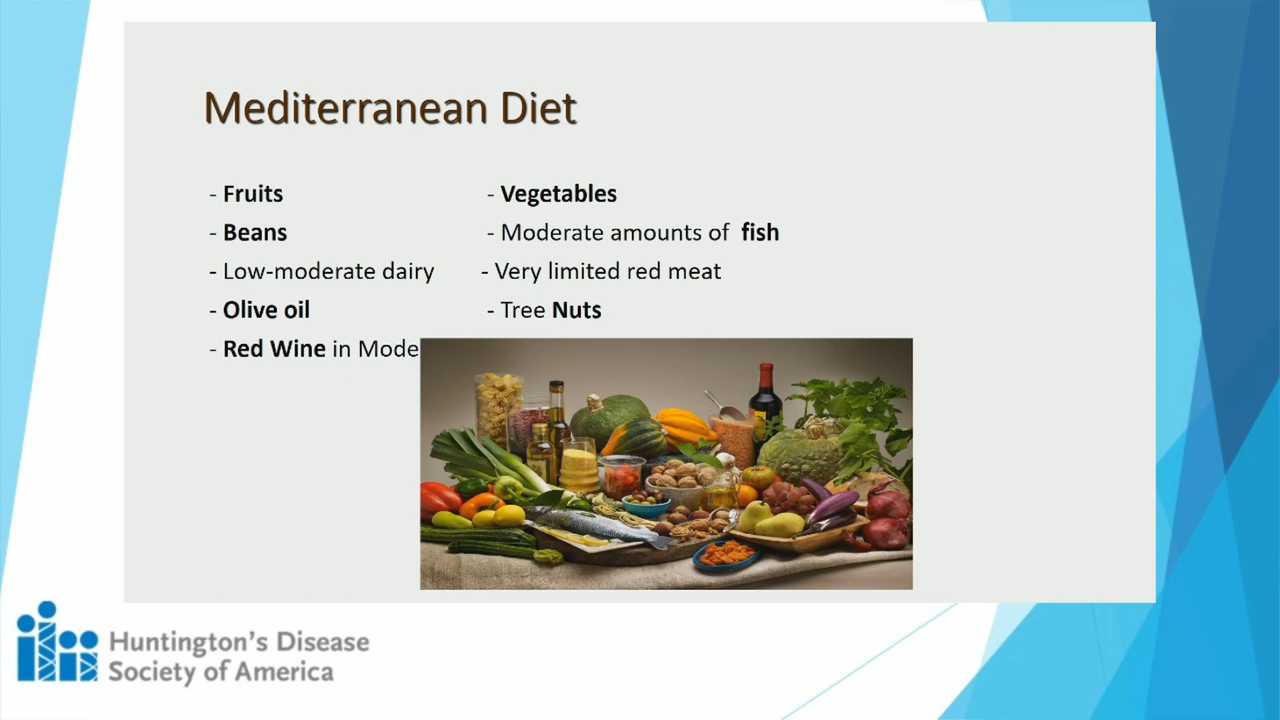 Mediterranean Diet
- Fruits - Vegetables
- Beans - Moderate amounts of fish
- Low-moderate dairy - Very limited red meat
- Olive oil - Tree Nuts
- Red Wine in Mode
Huntington's Disease
Society of America